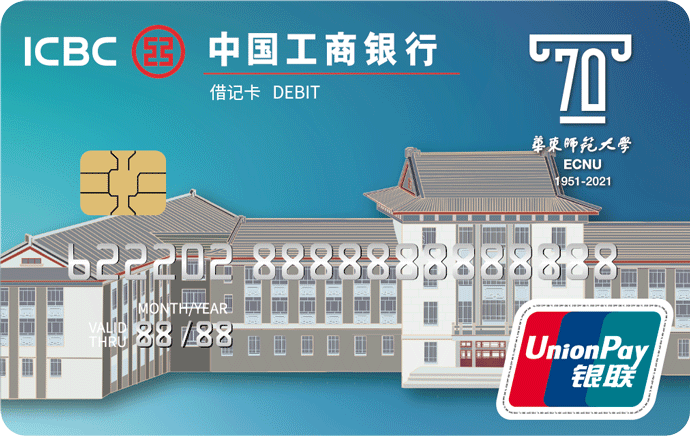 ICBC 中国工商银行
借记卡 DEBIT
70
華東師範大學
ECNU
1951-2021
622202 8888888888888
MONTH/YEAR
VALID
THRU 88/88
UnionPay
银联